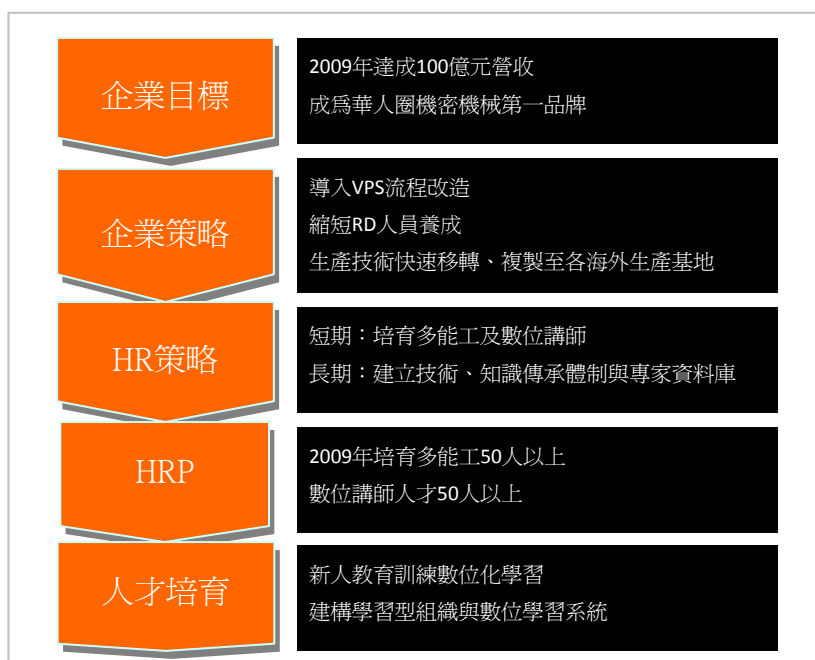 企業目標
2009年達成100億元營收
成爲華人圈機密機械第一品牌
企業策略
導入VPS流程改造
縮短RD人員養成
生產技術快速移轉、複製至各海外生產基地
HR策略
短期：培育多能工及數位講師
長期：建立技術、知識傳承體制與專家資料庫
HRP
2009年培育多能工50人以上
數位講師人才50人以上
人才培育
新人教育訓練數位化學習
建構學習型組織與數位學習系統